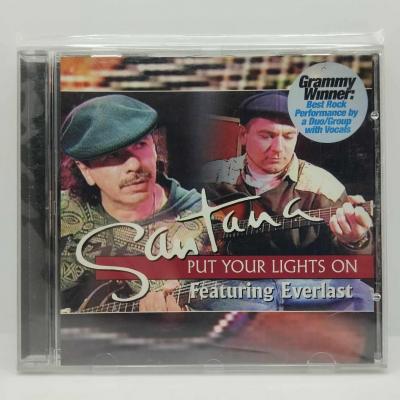 Grammy
Winner:
Best Rock
Performance by
a Duo/Group
with Vocals
Santana
PUT YOUR LIGHTS ON
Featuring Everlast